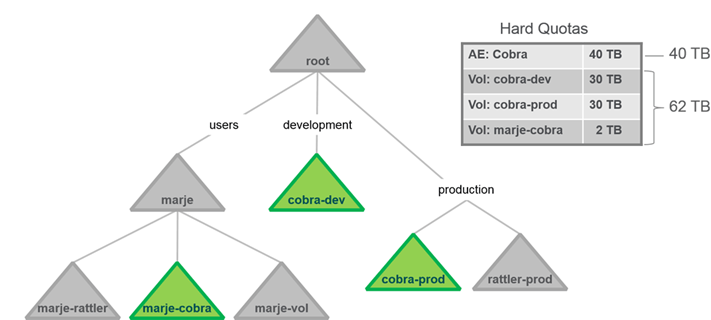 Hard Quotas
root
AE: Cobra 40 TB
40 TB
Vol: cobra-dev 30 TB
Vol: cobra-prod 30 TB
62 TB
Vol: marje-cobra 2 TB
users
development
production
marje
cobra-dev
cobra-prod
rattler-prod
marje-rattler
marje-cobra
marje-vol